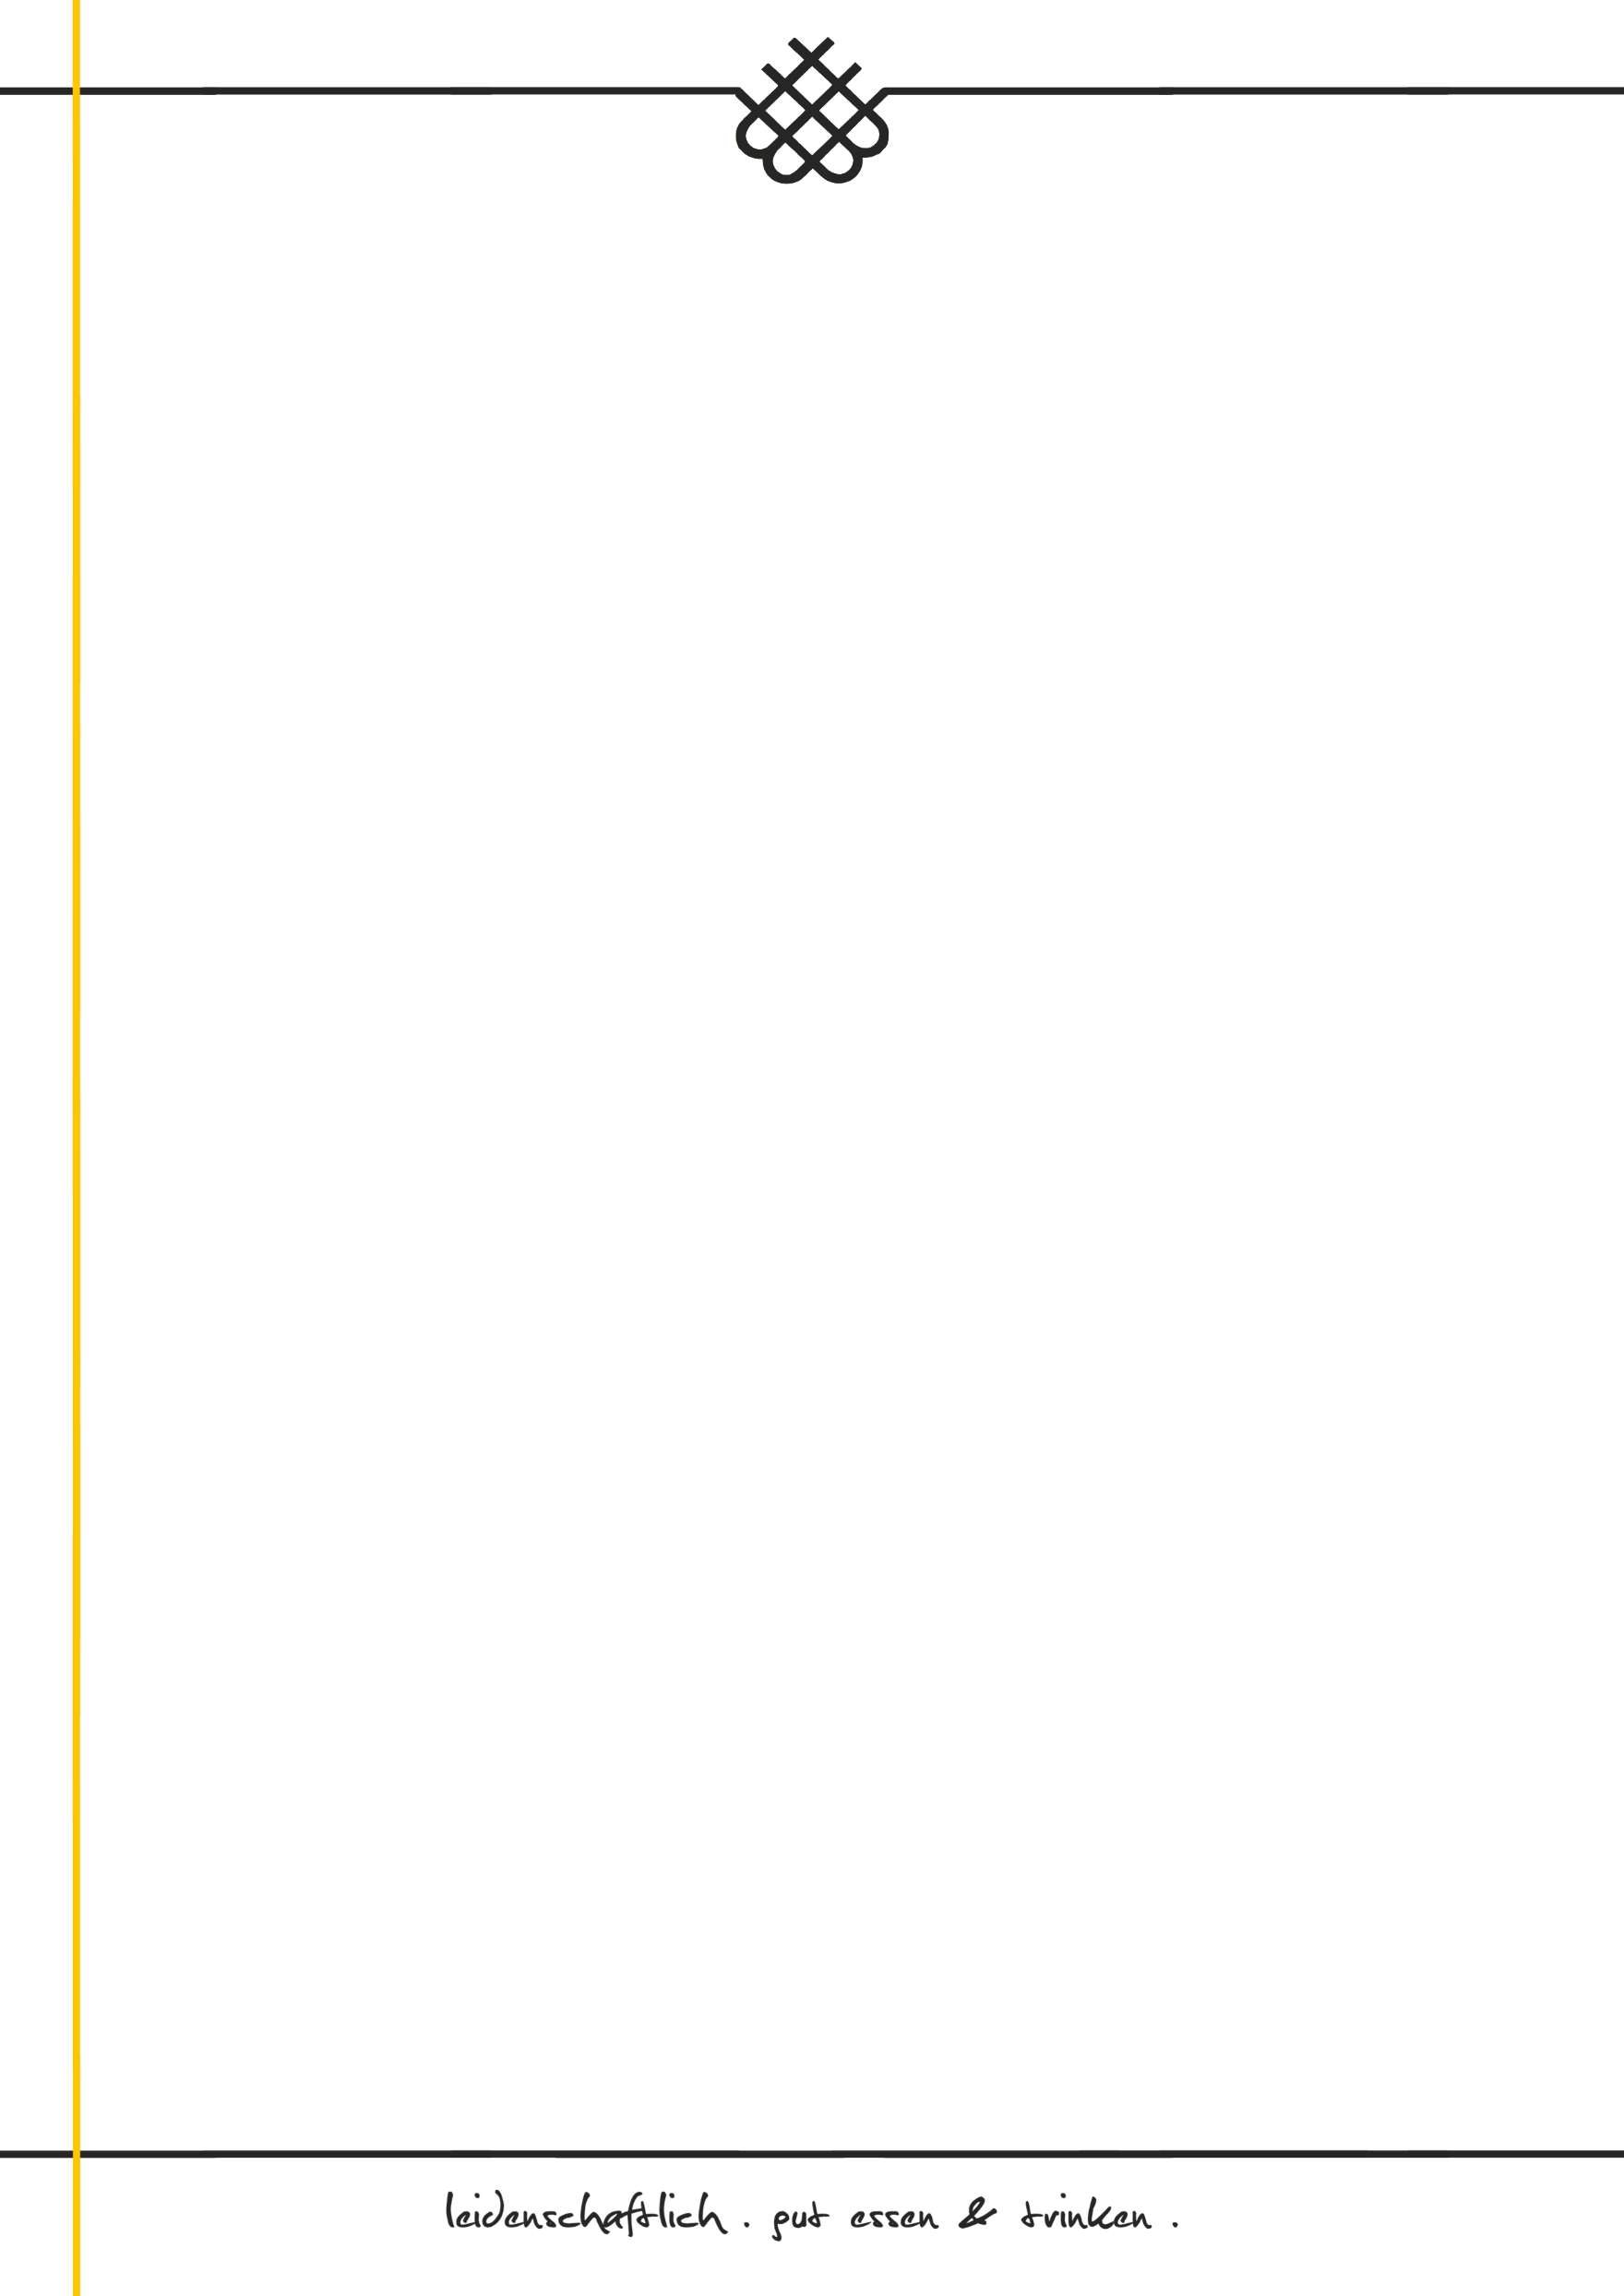 leidenschaftlich . gut essen & trinken .